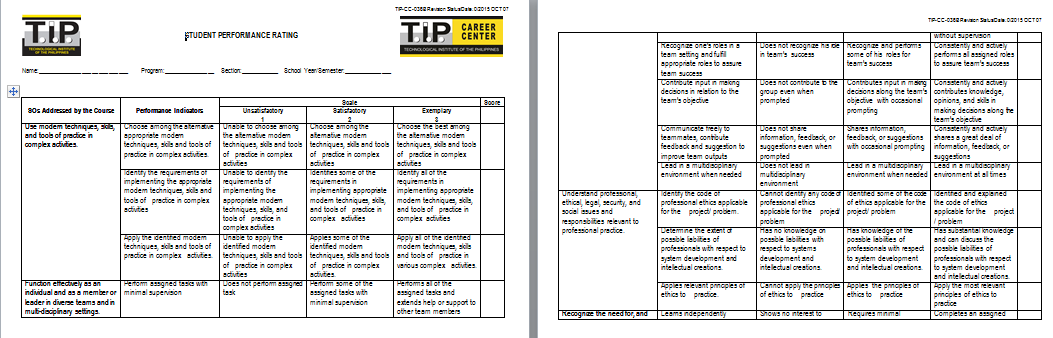 TIP-CC-036B Revision Status/Date: 0/2015 OCT 07
TIP
TECHNOLOGICAL INSTITUTE
OF THE PHILIPPINES
STUDENT PERFORMANCE RATING
TIP
CAREER
CENTER
TECHNOLOGICAL INSTITUTE OF THE PHILIPPINES
Name: Program: Section: School Year/Semester:
SOs Addressed by the Course
Performance Indicators
Scale
Score
Unsatisfactory
1
Satisfactory
2
Exemplary
3
Use modern techniques, skills,
and tools of practice in
complex activities.
Choose among the alternative
appropriate modern
techniques, skills and tools of
practice in complex activities
Unable to choose among
the alternative modern
techniques, skills and tools
of practice in complex
activities
Choose among the
alternative modern
techniques, skills and tools
of practice in complex
activities
Choose the best among
the alternative modern
techniques, skills and tools
of practice in complex
activities
Identify the requirements of
implementing the appropriate
modern techniques, skills and
tools of practice in complex
activities
Unable to identify the
requirements of
implementing the
appropriate modern
techniques, skills, and
tools of practice in
complex activities
Identifies some of the
requirements in
implementing appropriate
modern techniques, skills,
and tools of practice in
complex activities
Identify all of the
requirements in
implementing appropriate
modern techniques, skills,
and tools of practice in
complex activities
Apply the identified modern
techniques, skills and tools of
practice in complex activities.
Unable to apply the
identified modern
techniques, skills and tools
of practice in complex
activities.
Applies some of the
identified modern
techniques, skills and tools
of practice in complex
activities.
Apply all of the identified
modern techniques, skills
and tools of practice in
various complex activities.
Function effectively as an
individual and as a member or
leader in diverse teams and in
multi-disciplinary settings.
Perform assigned tasks with
minimal supervision
Does not perform assigned
task
Perform some of the
assigned tasks with
minimal supervision
Performs all of the
assigned tasks and
extends help or support to
other team members
TIP-CC-036B Revision Status/Date: 0/2015 OCT 07
without supervision
Recognize one's roles in a
team setting and fulfill
appropriate roles to assure
team success
Does not recognize his role
in team's success
Recognize and performs
some of his roles for
team's success
Consistently and actively
performs all assigned roles
to assure team's success
Contribute input in making
decisions in relation to the
team's objective
Does not contribute to the
group even when
prompted
Contributes input in making
decisions along the team's
objective with occasional
prompting
Consistently and actively
contributes knowledge,
opinions, and skills in
making decisions along the
team's objective
Communicate freely to
teammates, contribute
feedback and suggestion to
improve team outputs
Does not share
information, feedback, or
suggestions even when
prompted
Shares information,
feedback, or suggestions
with occasional prompting
Consistently and actively
shares a great deal of
information, feedback, or
suggestions
Lead in a multidisciplinary
environment when needed
Does not lead in
multidisciplinary
environment
Lead in a multidisciplinary
environment when needed
Lead in a multidisciplinary
environment at all times
Understand professional,
ethical, legal, security, and
social issues and
responsibilities relevant to
professional practice.
Identify the code of
professional ethics applicable
for the project/ problem.
Cannot identify any code of
professional ethics
applicable for the project/
problem
Identified some of the code
of ethics applicable for the
project/ problem
Identified and explained
the code of ethics
applicable for the project
/ problem
Determine the extent of
possible liabilities of
professionals with respect to
system development and
intellectual creations.
Has no knowledge on
possible liabilities with
respect to systems
development and
intellectual creations.
Has knowledge of the
possible liabilities of
professionals with respect
to system development
and intellectual creations.
Has substantial knowledge
and can discuss the
possible liabilities of
professionals with respect
to system development
and intellectual creations.
Applies relevant principles of
ethics to practice.
Cannot apply the principles
of ethics to practice
Applies the principles of
ethics to practice
Apply the most relevant
principles of ethics to
practice
Recognize the need for, and
Learns independently
Shows no interest to
Requires minimal
Completes an assigned